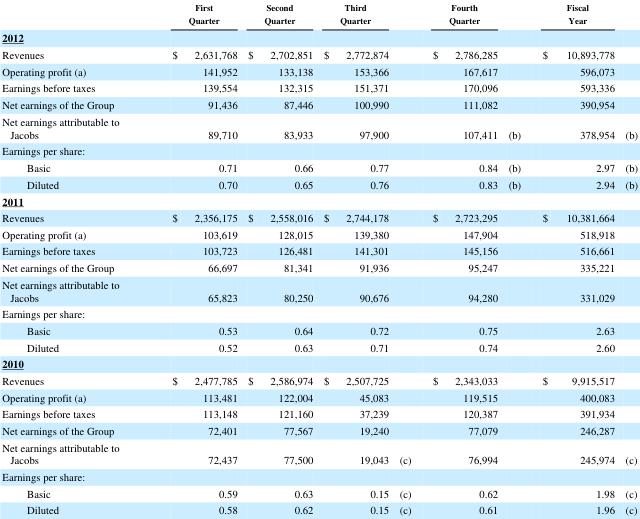 First Second Third Fourth Fiscal
Quarter Quarter Quarter Quarter Year
2012
Revenues $ 2,631,768 $ 2,702,851 $ 2,772,874 $ 2,786,285 $ 10,893,778
Operating profit (a) 141,952 133,138 153,366 167,617 596,073
Earnings before taxes 139,554 132,315 151,371 170,096 593,336
Net earnings of the Group 91,436 87,446 100,990 111,082 390,954
Net earnings attributable to
Jacobs 89,710 83,933 97,900 107,411 (b) 378,954 (b)
Earnings per share:
Basic 0.71 0.66 0.77 0.84 (b) 2.97 (b)
Diluted 0.70 0.65 0.76 0.83 (b) 2.94 (b)
2011
Revenues $ 2,356,175 $ 2,558,016 $ 2,744,178 $ 2,723,295 $ 10,381,664
Operating profit (a) 103,619 128,015 139,380 147,904 518,918
Earnings before taxes 103,723 126,481 141,301 145,156 516,661
Net earnings of the Group 66,697 81,341 91,936 95,247 335,221
Net earnings attributable to
Jacobs 65,823 80,250 90,676 94,280 331,029
Earnings per share:
Basic 0.53 0.64 0.72 0.75 2.63
Diluted 0.52 0.63 0.71 0.74 2.60
2010
Revenues $ 2,477,785 $ 2,586,974 $ 2,507,725 $ 2,343,033 $ 9,915,517
Operating profit (a) 113,481 122,004 45,083 119,515 400,083
Earnings before taxes 113,148 121,160 37,239 120,387 391,934
Net earnings of the Group 72,401 77,567 19,240 77,079 246,287
Net earnings attributable to
Jacobs 72,437 77,500 19,043 (c) 76,994 245,974 (c)
Earnings per share:
Basic 0.59 0.63 0.15 (c) 0.62 1.98 (c)
Diluted 0.58 0.62 0.15 (c) 0.61 1.96 (c)